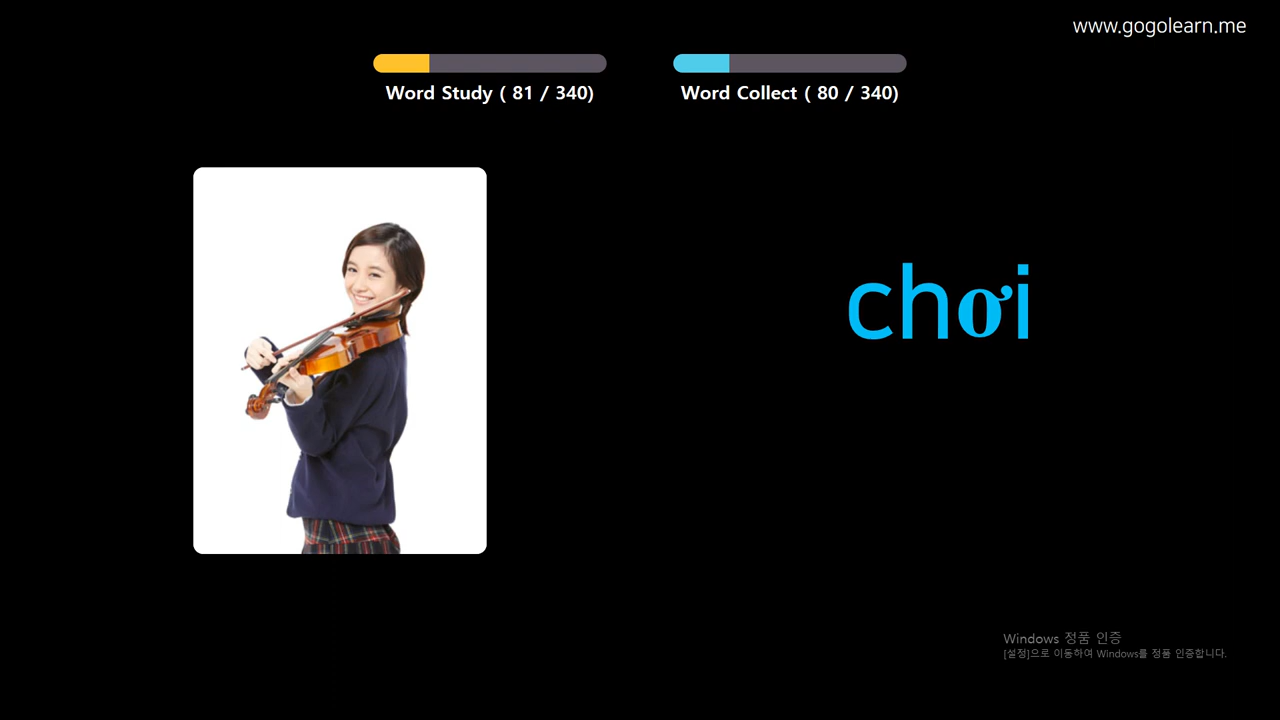 www.gogolearn.me
Word Study ( 81 / 340)
Word Collect ( 80 / 340)
chơi
Windows 정품 인증
[설정]으로 이동하여 Windows를 정품 인증합니다.